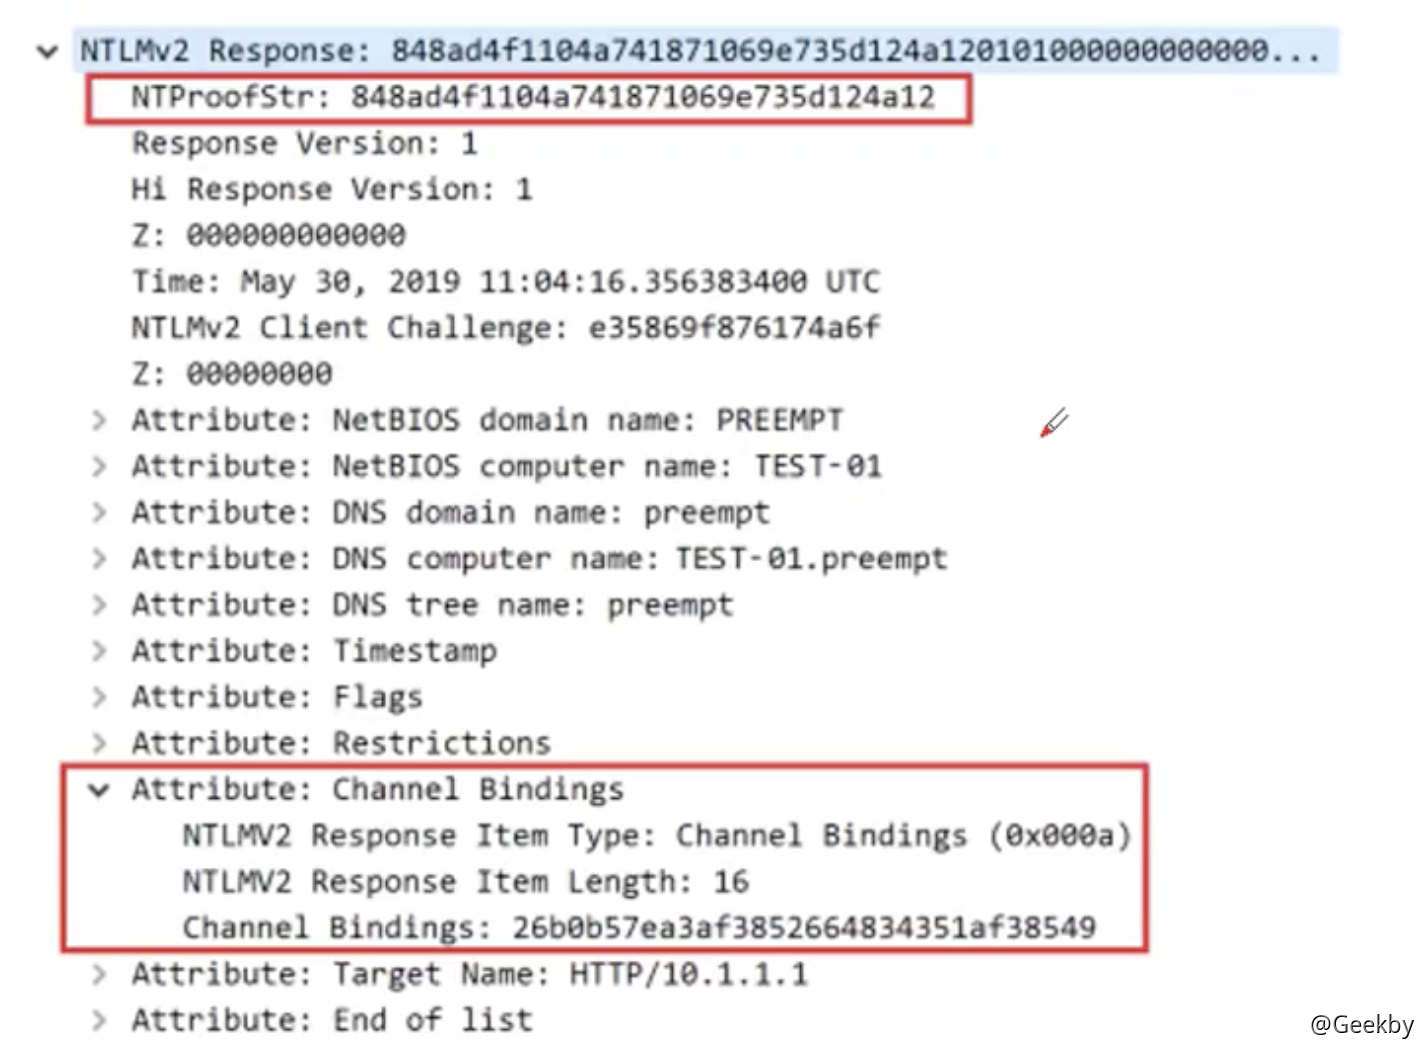 NTLMv2 Response: 848ad4f1104a741871069e735d124a120101000000000000...
NTProofStr: 848ad4f1104a741871069e735d124a12
Response Version: 1
Hi Response Version: 1
Z: 000000000000
Time: May 30, 2019 11:04:16.356383400 UTC
NTLMv2 Client Challenge: e35869f876174a6f
Z: 00000000
Attribute: NetBIOS domain name: PREEMPT
Attribute: NetBIOS computer name: TEST-01
Attribute: DNS domain name: preempt
Attribute: DNS computer name: TEST-01.preempt
Attribute: DNS tree name: preempt
Attribute: Timestamp
Attribute: Flags
Attribute: Restrictions
Attribute: Channel Bindings
NTLMV2 Response Item Type: Channel Bindings (0x000a)
NTLMV2 Response Item Length: 16
Channel Bindings: 26b0b57ea3af3852664834351af38549
Attribute: Target Name: HTTP/10.1.1.1
Attribute: End of list
@Geekby